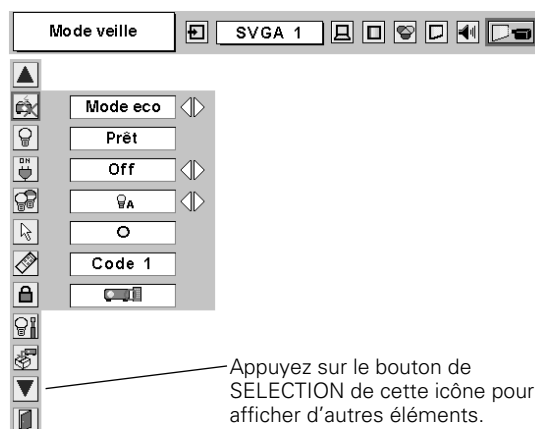 Mode veille
SVGA 1
Mode eco
Prêt
ON
Off
A
O
Code 1
Appuyez sur le bouton de
SELECTION de cette icône pour
afficher d'autres éléments.